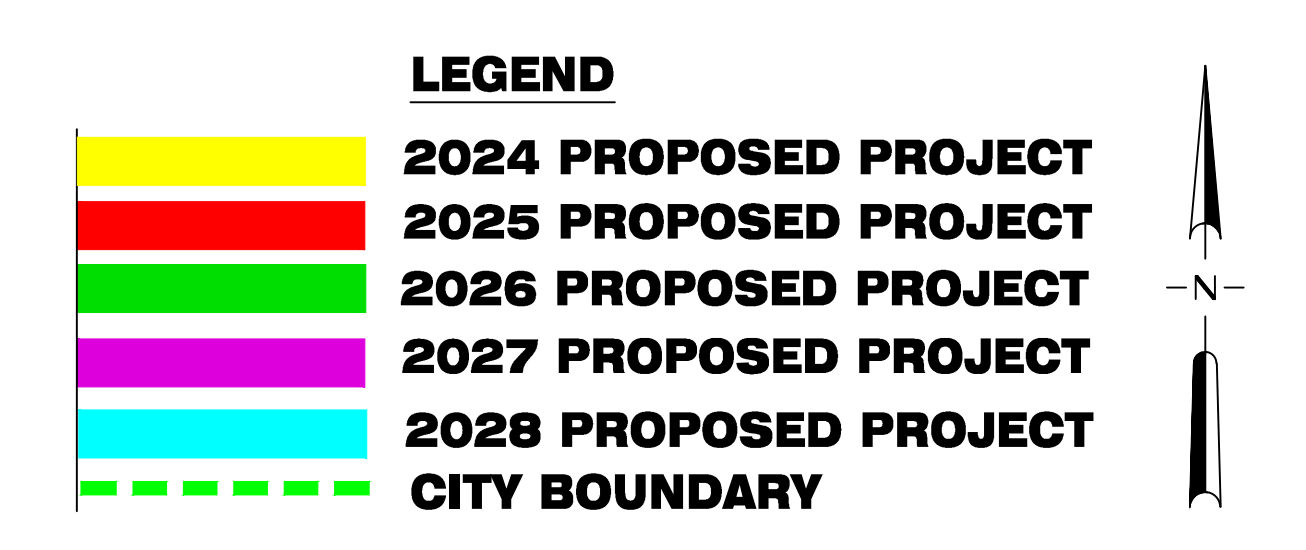 LEGEND
2024 PROPOSED PROJECT
2025 PROPOSED PROJECT
2026 PROPOSED PROJECT
2027 PROPOSED PROJECT
2028 PROPOSED PROJECT
CITY BOUNDARY
N